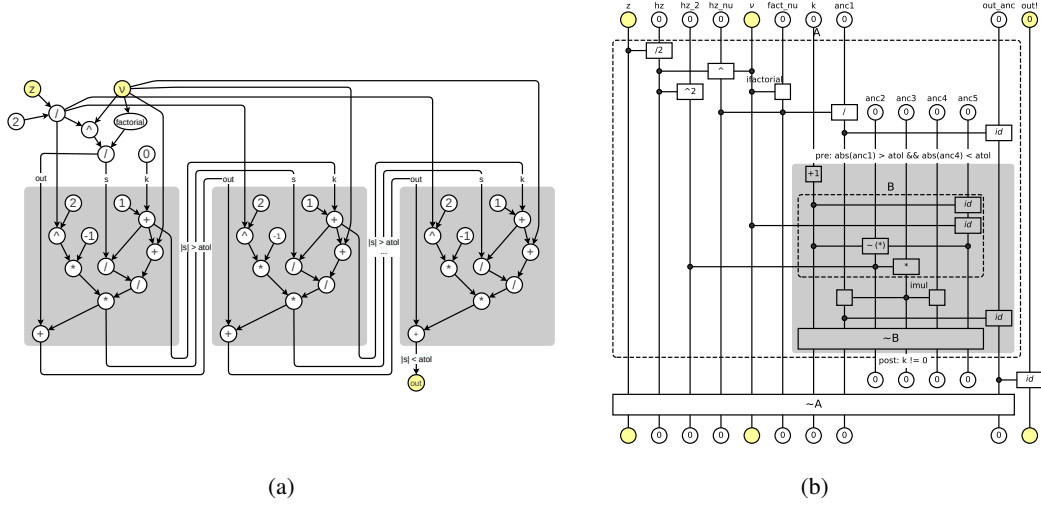 z
ν
2
/
^
factorial
/
0
out
s
k
out
s
k
out
s
k
2
1
+
^
-1
+
*
/
/
*
+
|s| > atol
2
1
+
^
-1
+
*
/
/
*
+
|s| > atol
...
2
1
+
^
-1
+
*
/
/
*
+
|s| < atol
out
(a)
z hz hz_2 hz_nu ν fact_nu k anc1 out_anc out!
0 0 0 0 0 0 0
A
/2
^
ifactorial
^2
anc2 anc3 anc4 anc5
/ 0 0 0 0
id
pre: abs(anc1) > atol && abs(anc4) < atol
+1
B
id
id
~ (*)
*
imul
id
~B
post: k != 0
0 0 0 0 id
~A
0 0 0 0 0 0 0
(b)